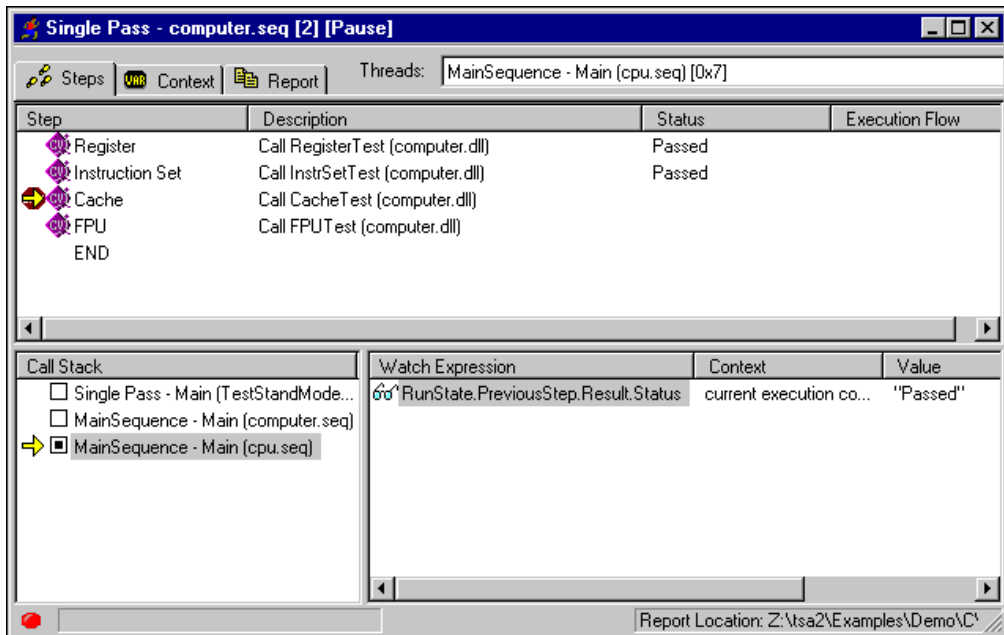 Single Pass - computer.seq [2] [Pause]
Steps Context Report Threads: MainSequence - Main (cpu.seq) [0x7]
Step Description Status Execution Flow
Register Call RegisterTest (computer.dll) Passed
Instruction Set Call InstrSetTest (computer.dll) Passed
Cache Call CacheTest (computer.dll)
FPU Call FPUTest (computer.dll)
END
Call Stack
Single Pass - Main (TestStandMode...
MainSequence - Main (computer.seq)
MainSequence - Main (cpu.seq)
Watch Expression Context Value
RunState.PreviousStep.Result.Status current execution co... "Passed"
Report Location: Z:\tsa2\Examples\Demo\C\